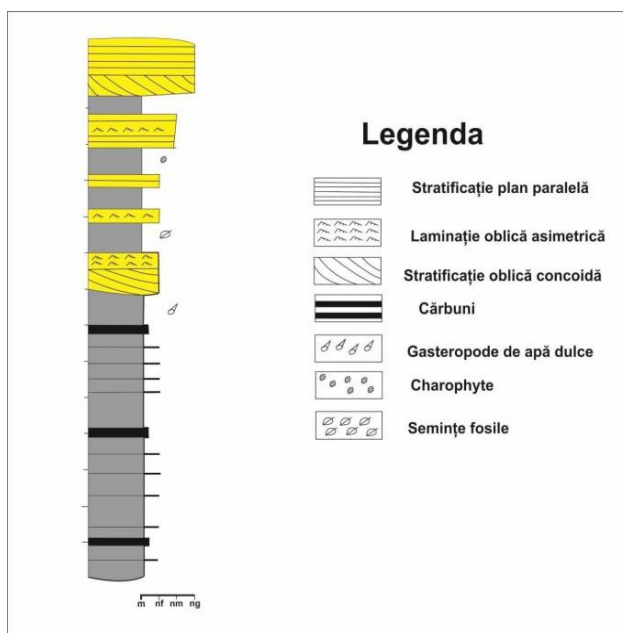 Legenda
Stratificație plan paralelă
Laminație oblică asimetrică
Stratificație oblică concoidă
Cărbuni
Gasteropode de apă dulce
Charophyte
Semințe fosile
m nf nm ng